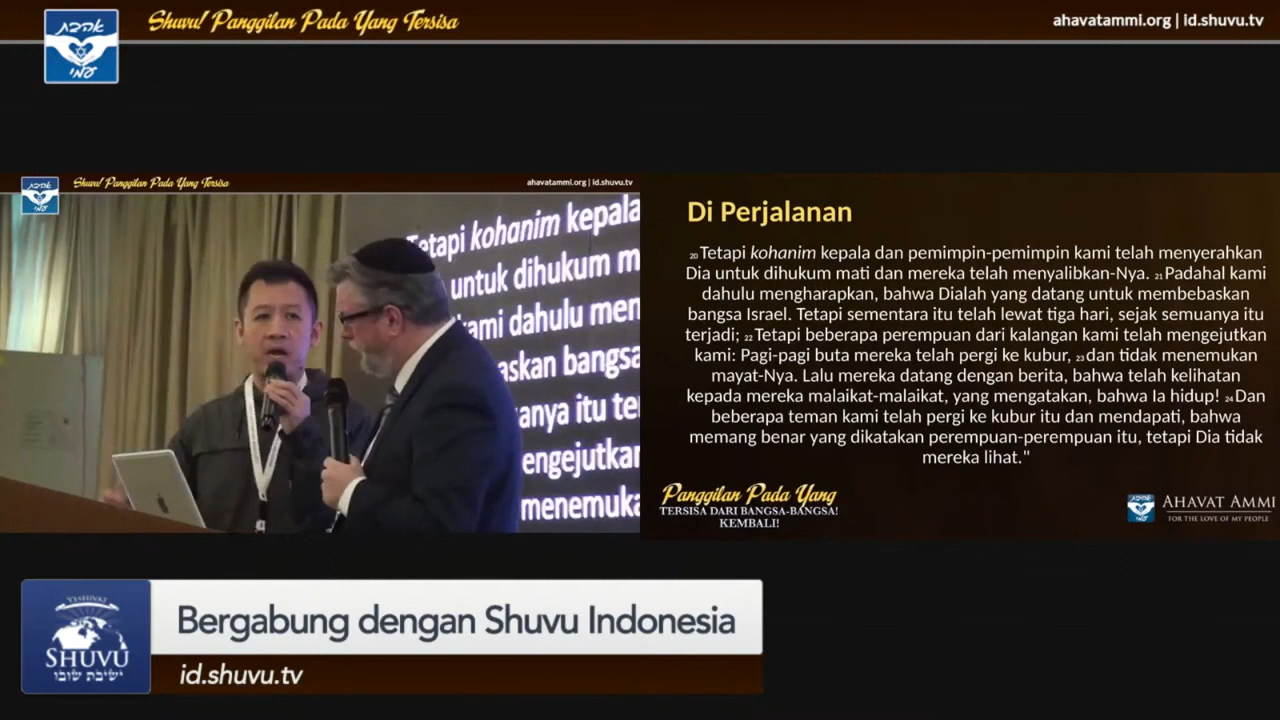 אהבת
עמי
Shuvu! Panggilan Pada Yang Tersisa
ahavatammi.org | id.shuvu.tv
אהבת
עמי
Shuvu! Panggilan Pada Yang Tersisa
ahavatammi.org | id.shuvu.tv
Tetapi kohanim kepala
untuk dihukum m
kami dahulu men
askan bangsa
anya itu te
engejutkan
menemuka
Di Perjalanan
20 Tetapi kohanim kepala dan pemimpin-pemimpin kami telah menyerahkan
Dia untuk dihukum mati dan mereka telah menyalibkan-Nya. 21 Padahal kami
dahulu mengharapkan, bahwa Dialah yang datang untuk membebaskan
bangsa Israel. Tetapi sementara itu telah lewat tiga hari, sejak semuanya itu
terjadi; 22 Tetapi beberapa perempuan dari kalangan kami telah mengejutkan
kami: Pagi-pagi buta mereka telah pergi ke kubur, 23 dan tidak menemukan
mayat-Nya. Lalu mereka datang dengan berita, bahwa telah kelihatan
kepada mereka malaikat-malaikat, yang mengatakan, bahwa Ia hidup! 24 Dan
beberapa teman kami telah pergi ke kubur itu dan mendapati, bahwa
memang benar yang dikatakan perempuan-perempuan itu, tetapi Dia tidak
mereka lihat."
Panggilan Pada Yang
TERSISA DARI BANGSA-BANGSA!
KEMBALI!
AHAVAT AMMI
FOR THE LOVE OF MY PEOPLE
YESHIVAT
SHUVU
ישיבת שובו
Bergabung dengan Shuvu Indonesia
id.shuvu.tv